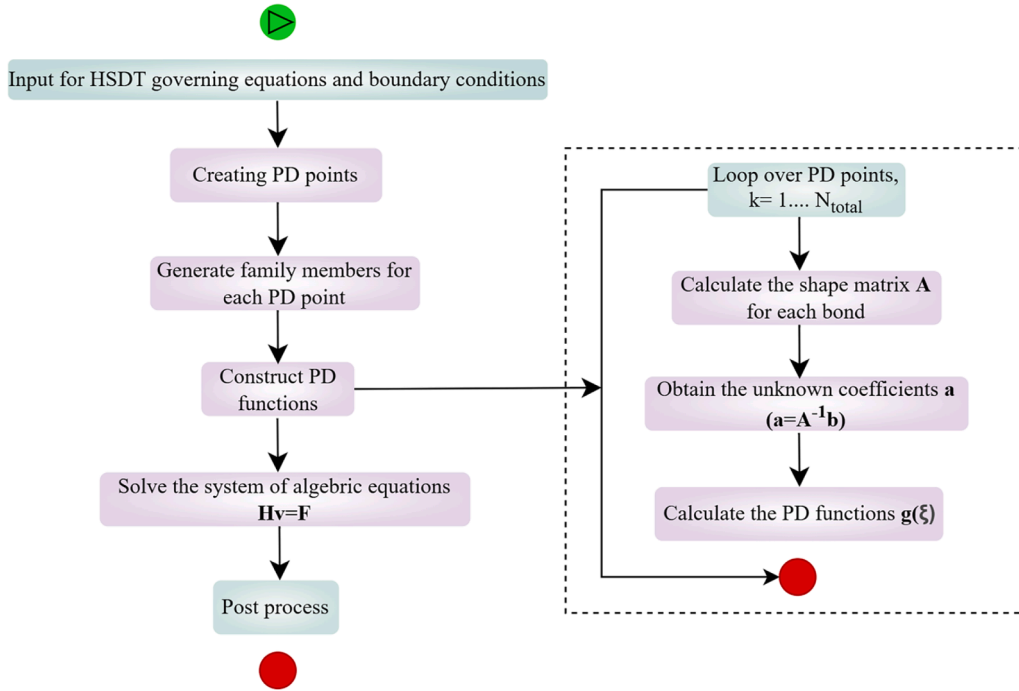 Input for HSDT governing equations and boundary conditions
Creating PD points
Generate family members for
each PD point
Construct PD
functions
Solve the system of algebric equations
Hv=F
Post process
Loop over PD points,
k= 1.... N_total
Calculate the shape matrix A
for each bond
Obtain the unknown coefficients a
(a=A⁻¹b)
Calculate the PD functions g(ξ)